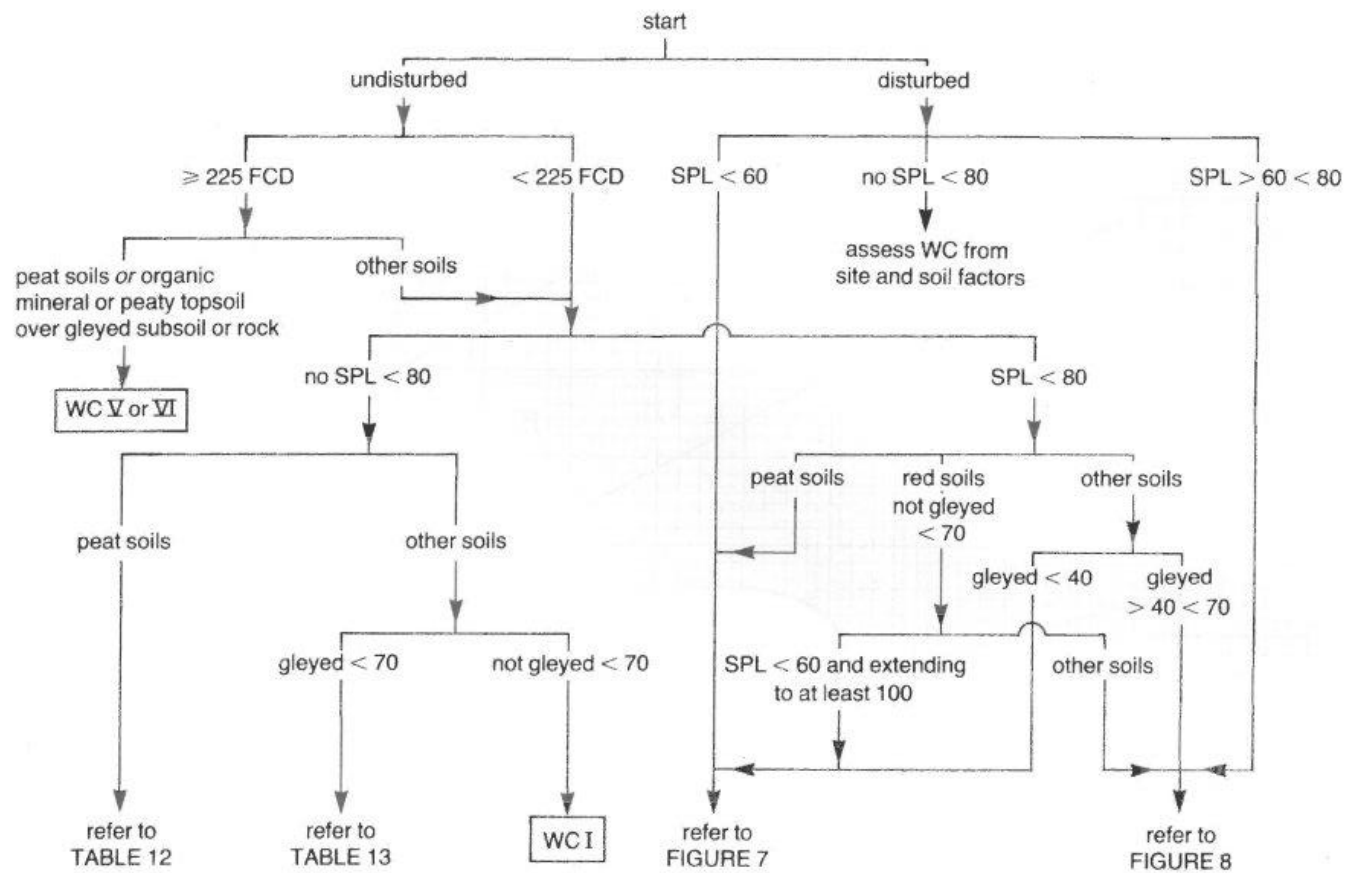 start
undisturbed
disturbed
≥ 225 FCD
< 225 FCD
SPL < 60
no SPL < 80
SPL > 60 < 80
peat soils or organic
mineral or peaty topsoil
over gleyed subsoil or rock
other soils
assess WC from
site and soil factors
WC V or VI
no SPL < 80
SPL < 80
peat soils
other soils
peat soils
red soils
not gleyed
< 70
other soils
gleyed < 40
gleyed
> 40 < 70
gleyed < 70
not gleyed < 70
SPL < 60 and extending
to at least 100
other soils
refer to
TABLE 12
refer to
TABLE 13
WC I
refer to
FIGURE 7
refer to
FIGURE 8